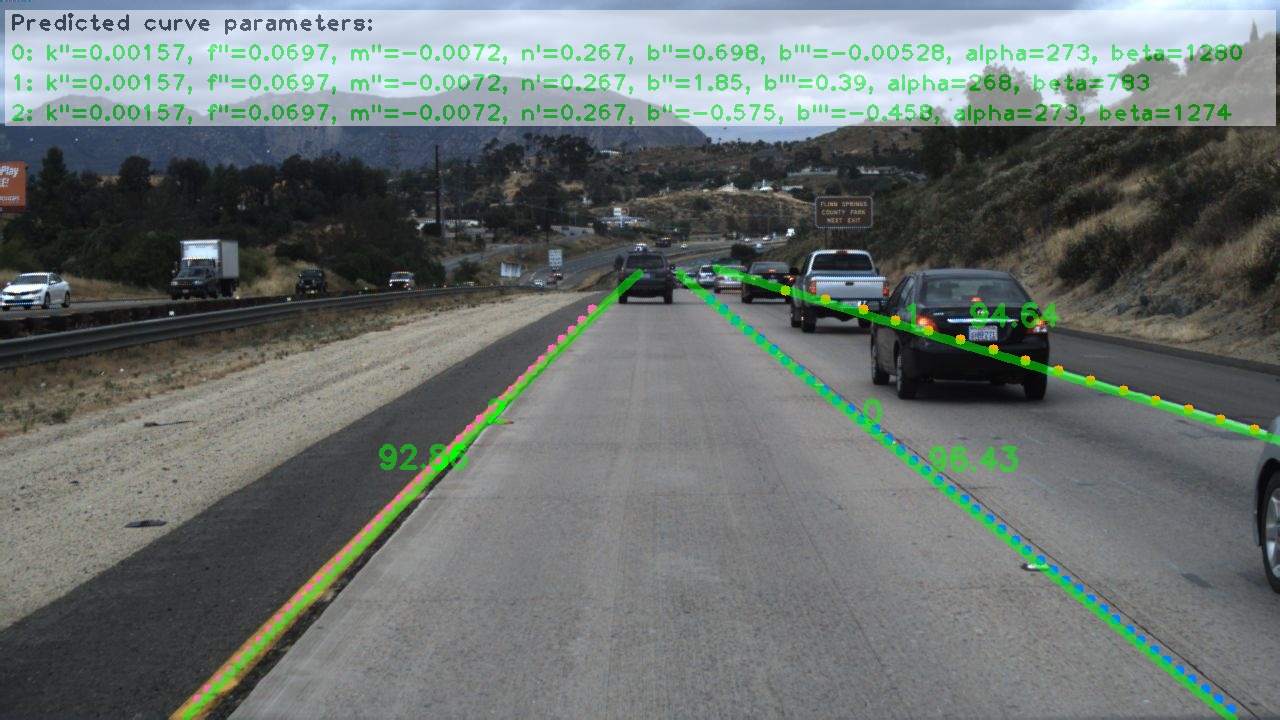 Predicted curve parameters:
0: k''=0.00157, f''=0.0697, m''=-0.0072, n'=0.267, b''=0.698, b'''=-0.00528, alpha=273, beta=1280
1: k''=0.00157, f''=0.0697, m''=-0.0072, n'=0.267, b''=1.85, b'''=0.39, alpha=268, beta=783
2: k''=0.00157, f''=0.0697, m''=-0.0072, n'=0.267, b''=-0.575, b'''=-0.458, alpha=273, beta=1274
Play
FLINN SPRINGS
COUNTY PARK
NEXT EXIT
1
94.64
0
92.86
96.43